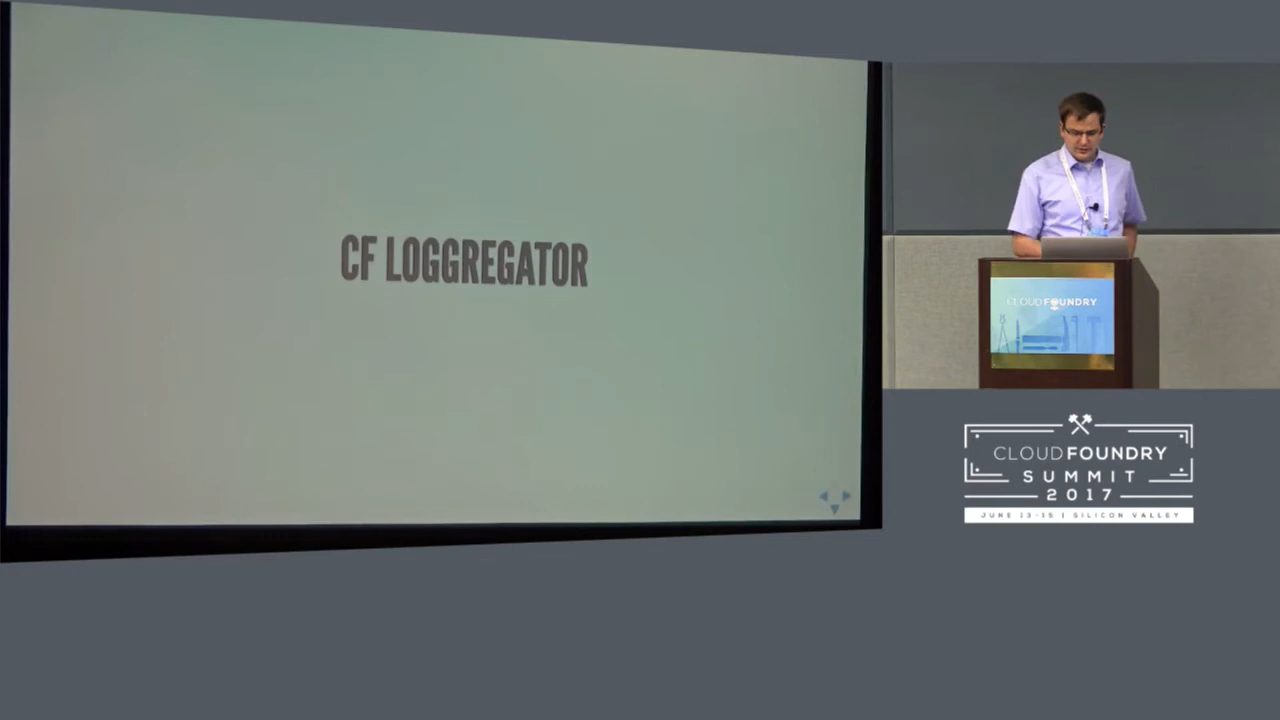 CF LOGGREGATOR
CLOUD FOUNDRY
CLOUD FOUNDRY
SUMMIT
2017
JUNE 13-15 | SILICON VALLEY